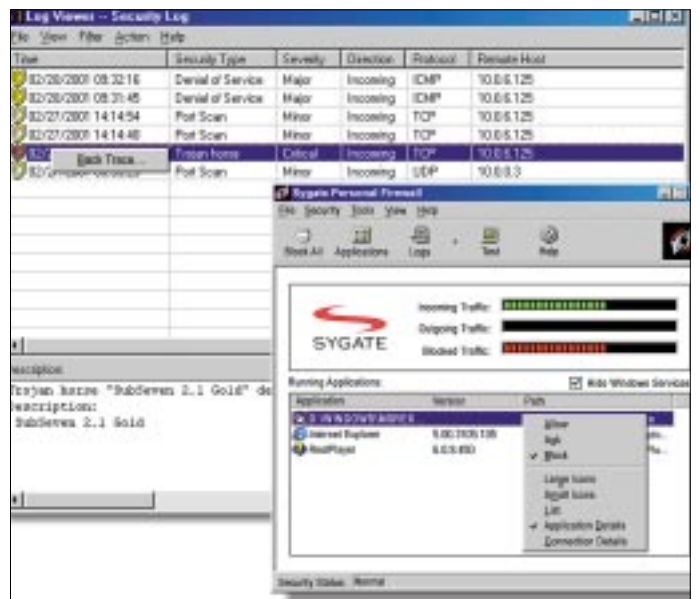 Log Viewer -- Security Log
File View Filter Action Help
Time Security Type Severity Direction Protocol Remote Host
02/28/2001 09:32:16 Denial of Service Major Incoming ICMP 10.0.6.125
02/28/2001 09:31:45 Denial of Service Major Incoming ICMP 10.0.6.125
02/27/2001 14:14:54 Port Scan Minor Incoming TCP 10.0.6.125
02/27/2001 14:14:48 Port Scan Minor Incoming TCP 10.0.6.125
Trojan horse Critical Incoming TCP 10.0.6.125
Back Trace...
Port Scan Minor Incoming UDP
Description:
Trojan horse "SubSeven 2.1 Gold" de
Description:
SubSeven 2.1 Gold
Sygate Personal Firewall
File Security Tools View Help
Block All Applications Logs Test Help
SYGATE
Incoming Traffic:
Outgoing Traffic:
Blocked Traffic:
Running Applications:
Hide Windows Services
Application Version Path
Internet Explorer
RealPlayer
Allow
Ask
Block
Large Icons
Small Icons
List
Application Details
Connection Details
Security Status: Normal